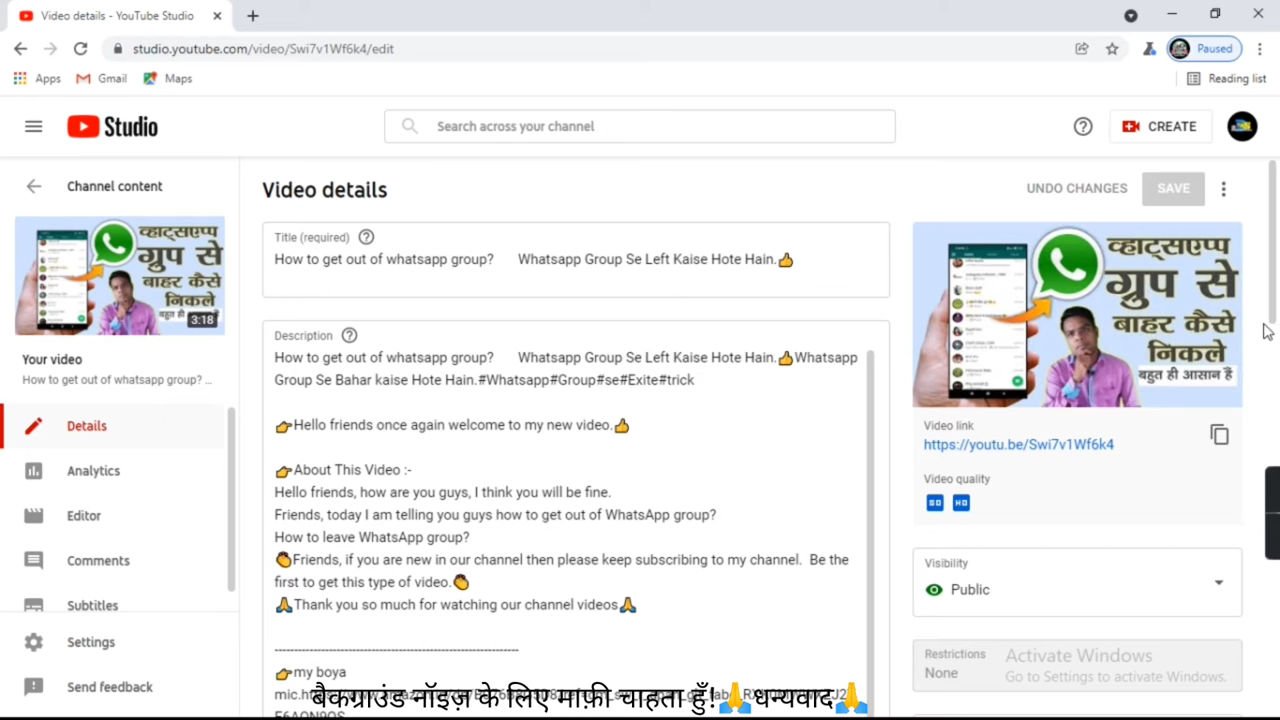 Video details - YouTube Studio
studio.youtube.com/video/Swi7v1Wf6k4/edit
Paused
Apps
Gmail
Maps
Reading list
Studio
Search across your channel
CREATE
Channel content
व्हाट्सएप्प
ग्रुप से
बाहर कैसे
निकले
3:18
Your video
How to get out of whatsapp group? ...
Details
Analytics
Editor
Comments
Subtitles
Settings
Send feedback
Video details
UNDO CHANGES
SAVE
Title (required)
How to get out of whatsapp group? Whatsapp Group Se Left Kaise Hote Hain.👍
Description
How to get out of whatsapp group? Whatsapp Group Se Left Kaise Hote Hain.👍Whatsapp
Group Se Bahar kaise Hote Hain.#Whatsapp#Group#se#Exite#trick
👉Hello friends once again welcome to my new video.👍
👉About This Video :-
Hello friends, how are you guys, I think you will be fine.
Friends, today I am telling you guys how to get out of WhatsApp group?
How to leave WhatsApp group?
👏Friends, if you are new in our channel then please keep subscribing to my channel. Be the
first to get this type of video.👏
🙏Thank you so much for watching our channel videos🙏
----------------------------------------------------------------
👉my boya
व्हाट्सएप्प
ग्रुप से
बाहर कैसे
निकले
बहुत ही आसान हैं
Video link
https://youtu.be/Swi7v1Wf6k4
Video quality
SD HD
Visibility
Public
Restrictions
None
Activate Windows
Go to Settings to activate Windows.
बैकग्राउंड नॉइज़ के लिए माफ़ी चाहता हूँ!🙏धन्यवाद🙏